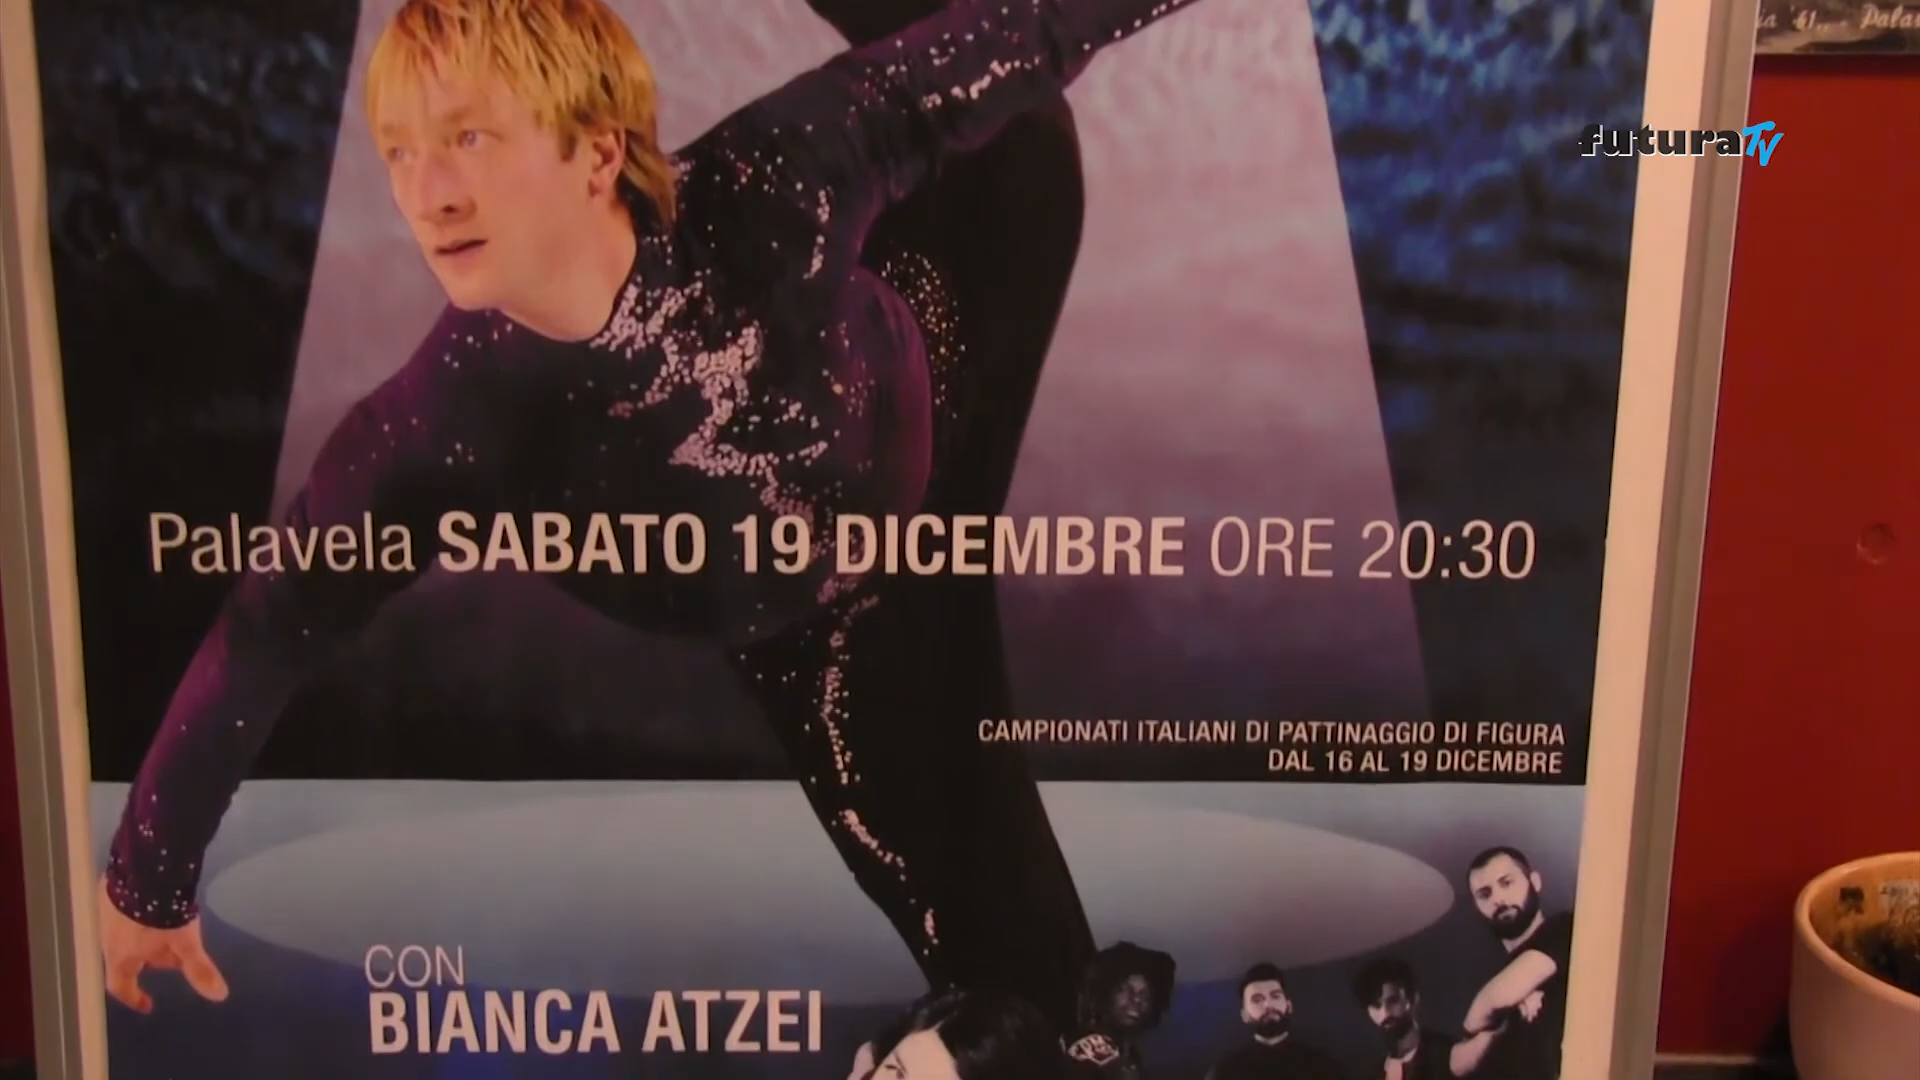 futuraTV
Palavela SABATO 19 DICEMBRE ORE 20:30
CAMPIONATI ITALIANI DI PATTINAGGIO DI FIGURA
DAL 16 AL 19 DICEMBRE
CON
BIANCA ATZEI